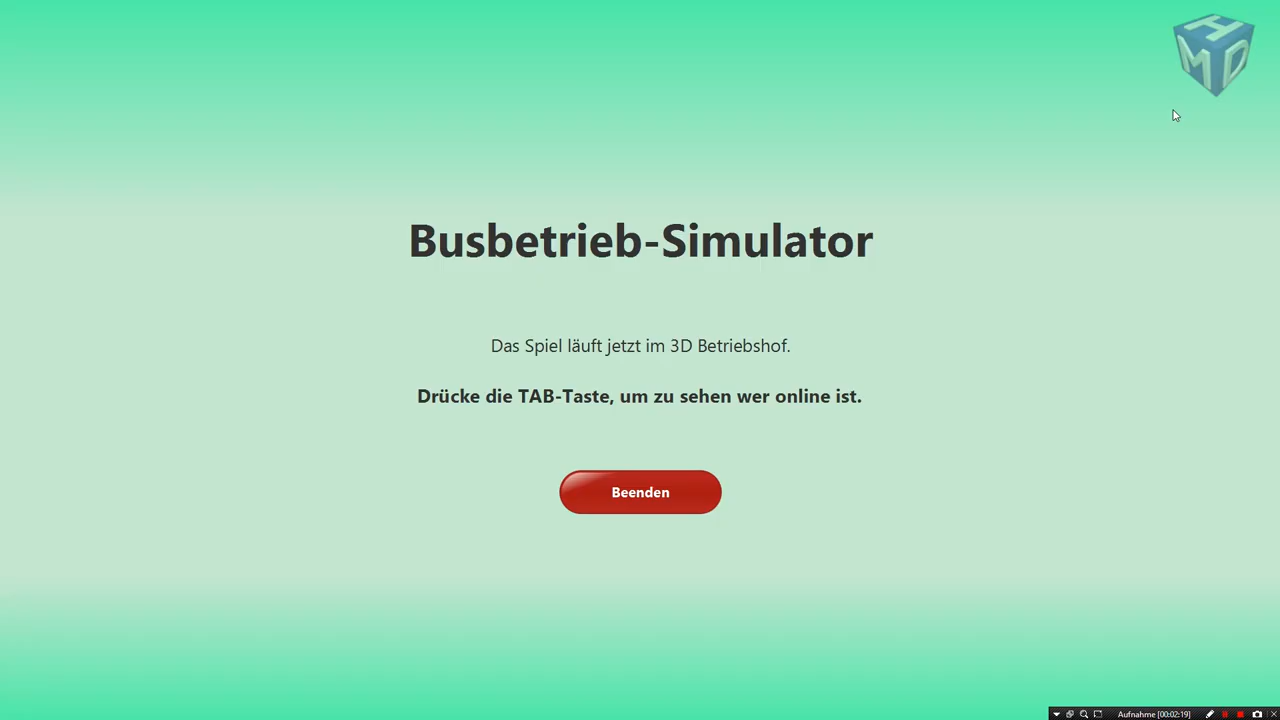 H
M D
Busbetrieb-Simulator
Das Spiel läuft jetzt im 3D Betriebshof.
Drücke die TAB-Taste, um zu sehen wer online ist.
Beenden
Aufnahme [00:02:19]